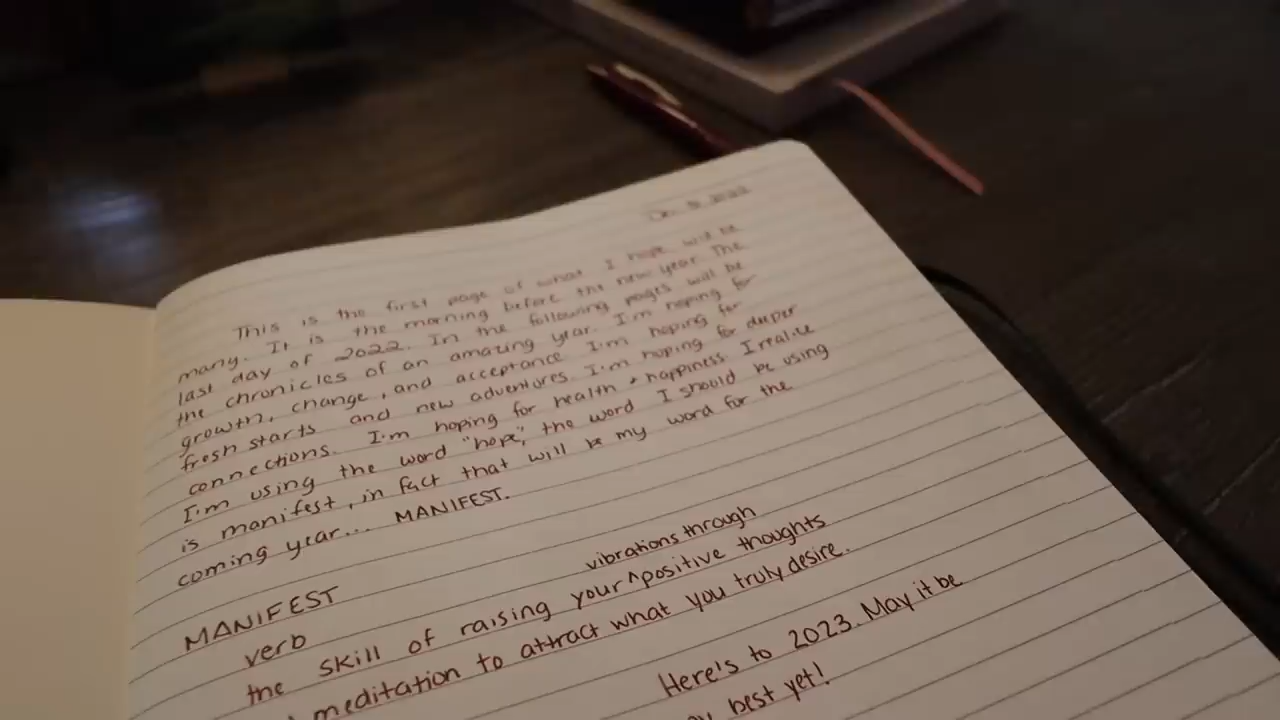 Dec 31 2022
This is the first page of what I hope will be
many. It is the morning before the new year. The
last day of 2022. In the following pages will be
the chronicles of an amazing year. I'm hoping for
growth, change, and acceptance I'm hoping for
fresh starts and new adventures. I'm hoping for deeper
connections. I'm hoping for health + happiness. I realize
I'm using the word "hope", the word I should be using
is manifest, in fact that will be my word for the
coming year... MANIFEST.
MANIFEST
verb
vibrations through
the skill of raising your ^ positive thoughts
meditation to attract what you truly desire.
Here's to 2023. May it be
best yet!